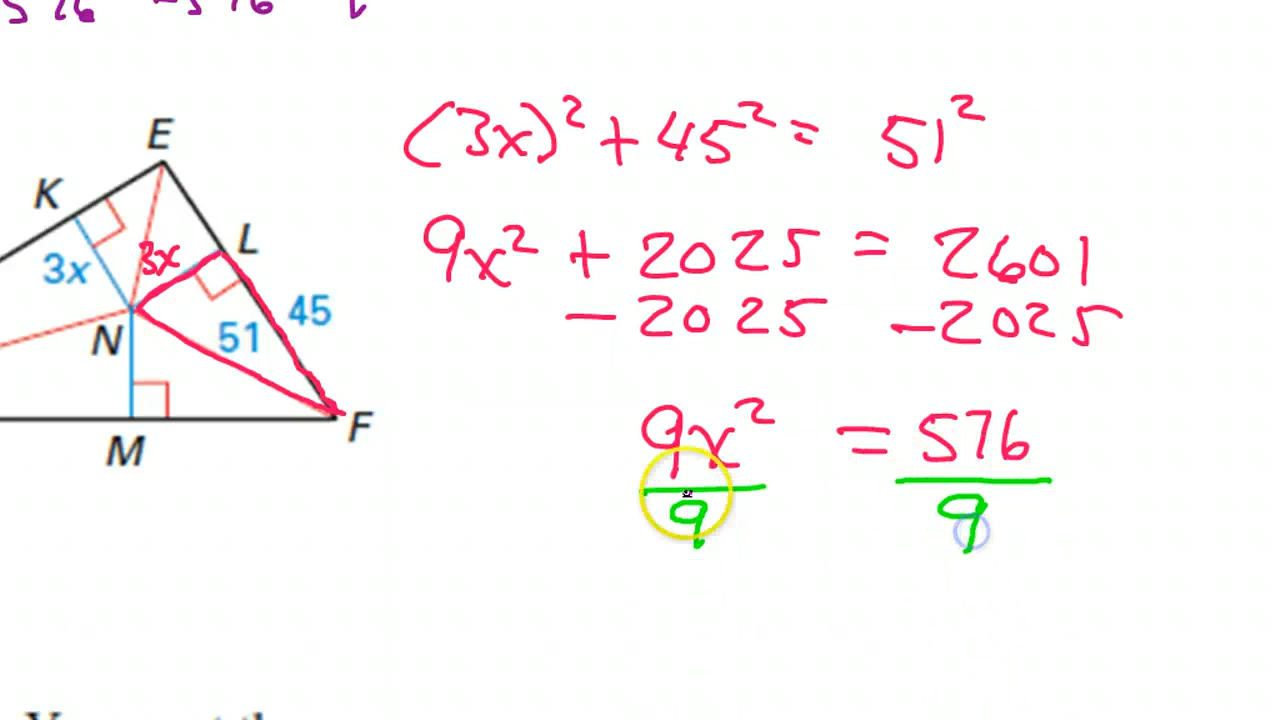 (3x)² + 45² = 51²
9x² + 2025 = 2601
− 2025 − 2025
9x² = 576
9 9
E
K
L
3x
3x
45
N
51
M
F